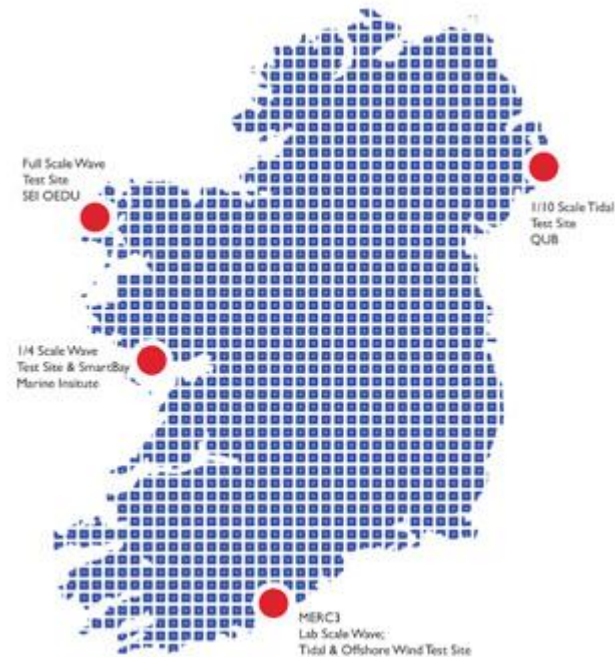 Full Scale Wave
Test Site
SEI OEDU
1/10 Scale Tidal
Test Site
QUB
1/4 Scale Wave
Test Site & SmartBay
Marine Insitute
MERC3
Lab Scale Wave;
Tidal & Offshore Wind Test Site